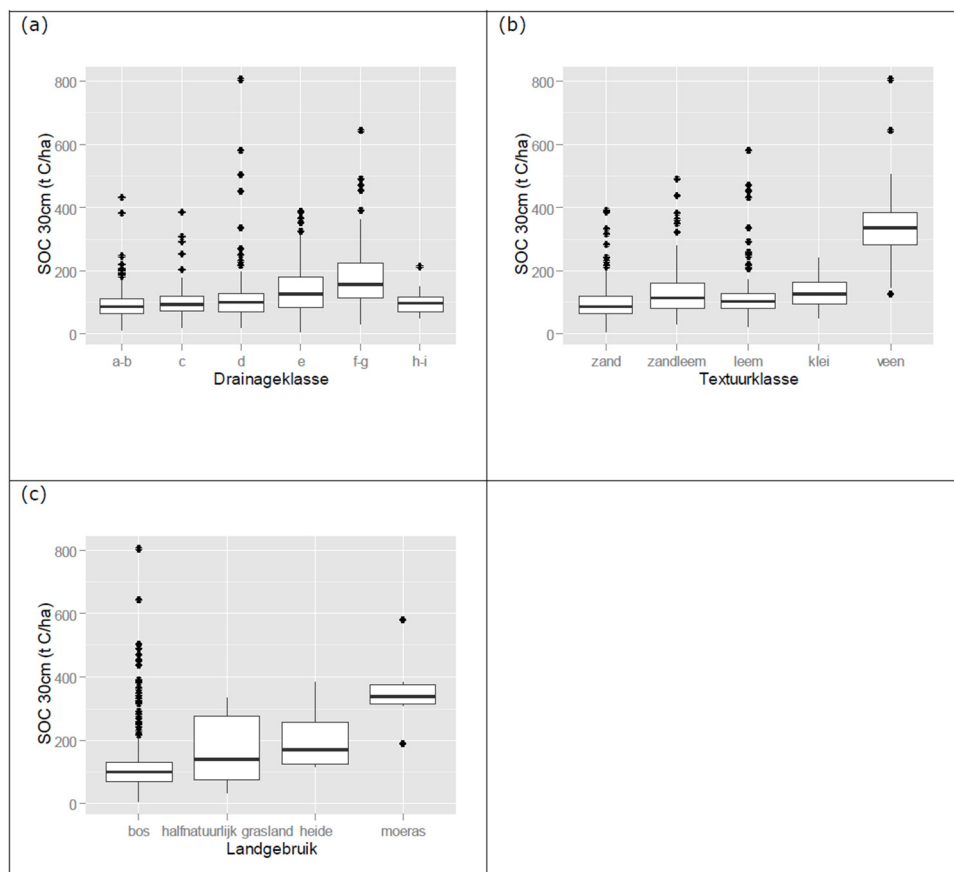 (a)
800
600
400
200
0
SOC 30cm (t C/ha)
a-b c d e f-g h-i
Drainageklasse
(b)
800
600
400
200
0
SOC 30cm (t C/ha)
zand zandleem leem klei veen
Textuurklasse
(c)
800
600
400
200
0
SOC 30cm (t C/ha)
bos halfnatuurlijk grasland heide moeras
Landgebruik